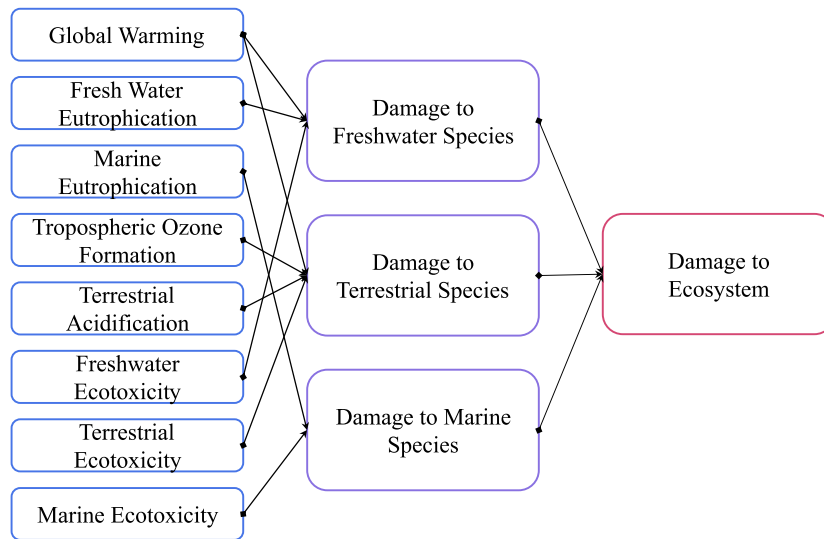 Global Warming
Fresh Water
Eutrophication
Marine
Eutrophication
Tropospheric Ozone
Formation
Terrestrial
Acidification
Freshwater
Ecotoxicity
Terrestrial
Ecotoxicity
Marine Ecotoxicity
Damage to
Freshwater Species
Damage to
Terrestrial Species
Damage to Marine
Species
Damage to
Ecosystem